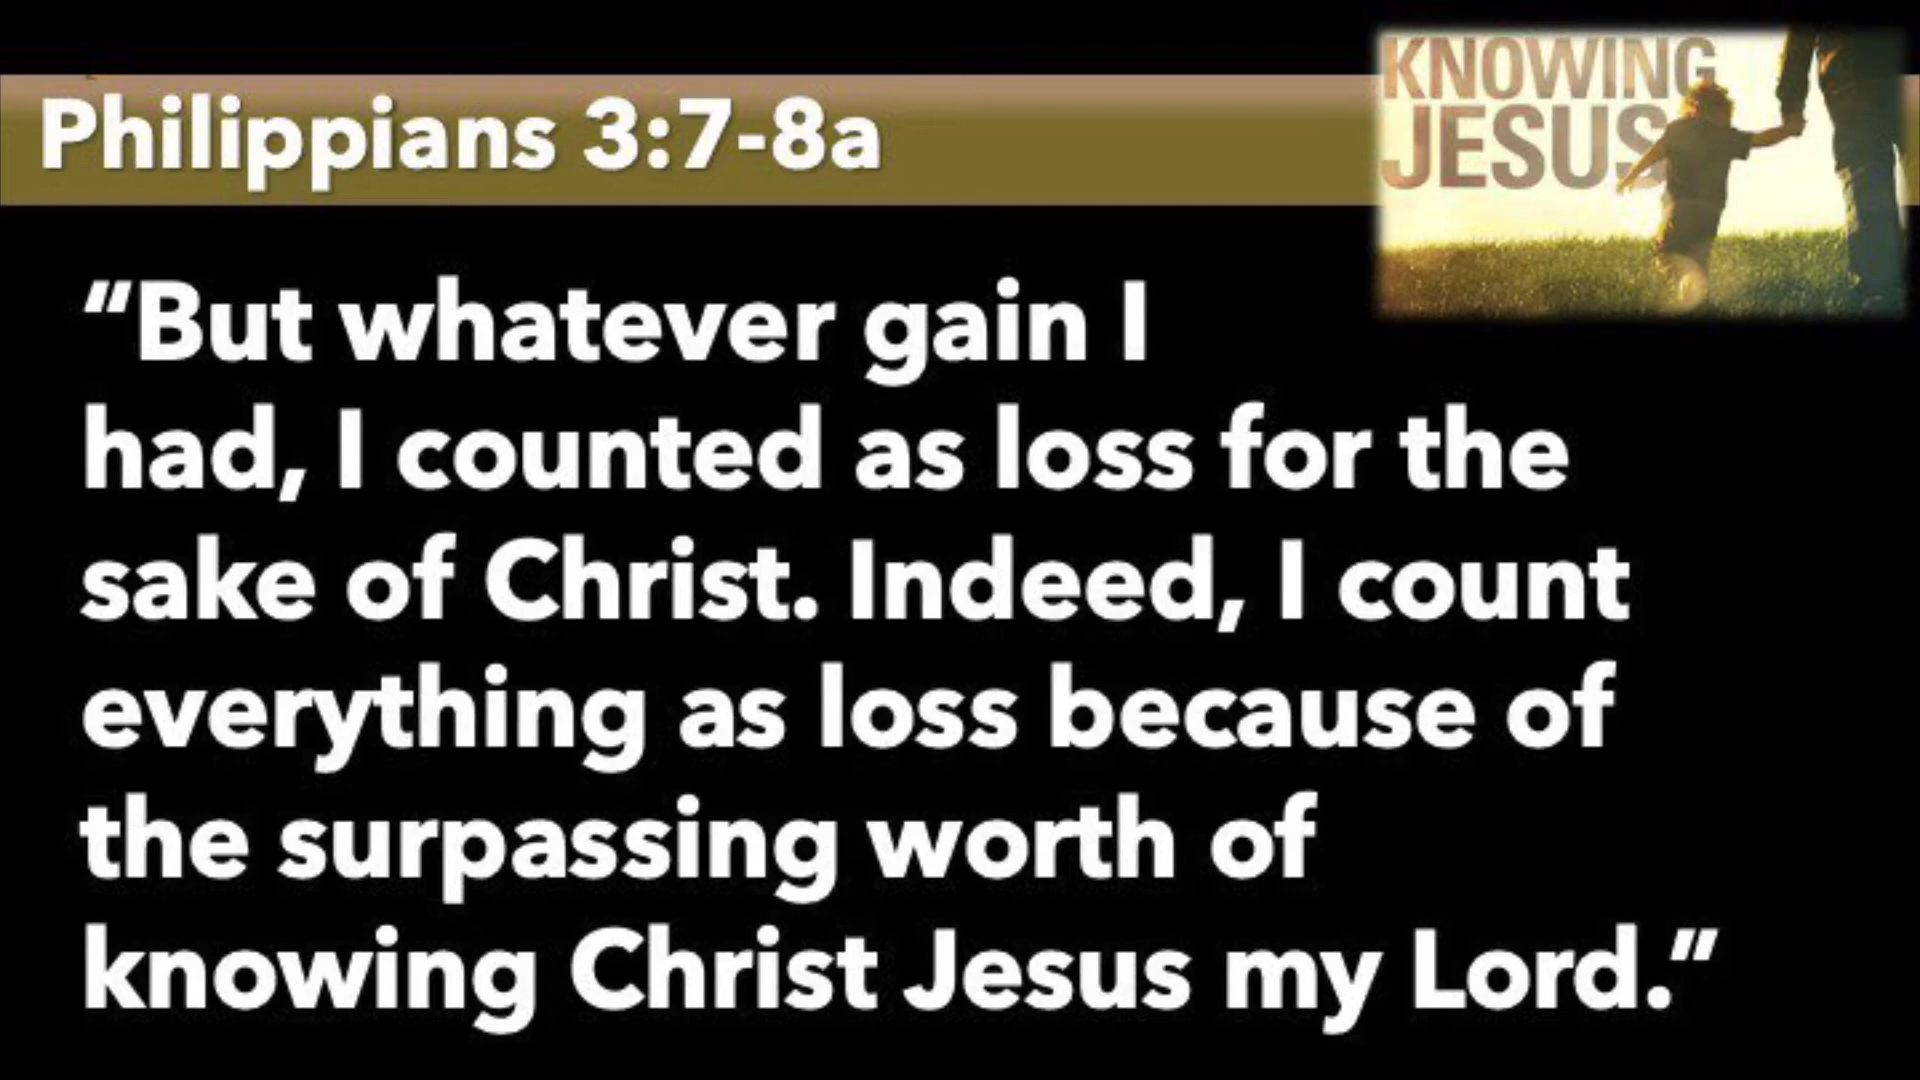 Philippians 3:7-8a
KNOWING
JESUS
“But whatever gain I
had, I counted as loss for the
sake of Christ. Indeed, I count
everything as loss because of
the surpassing worth of
knowing Christ Jesus my Lord.”